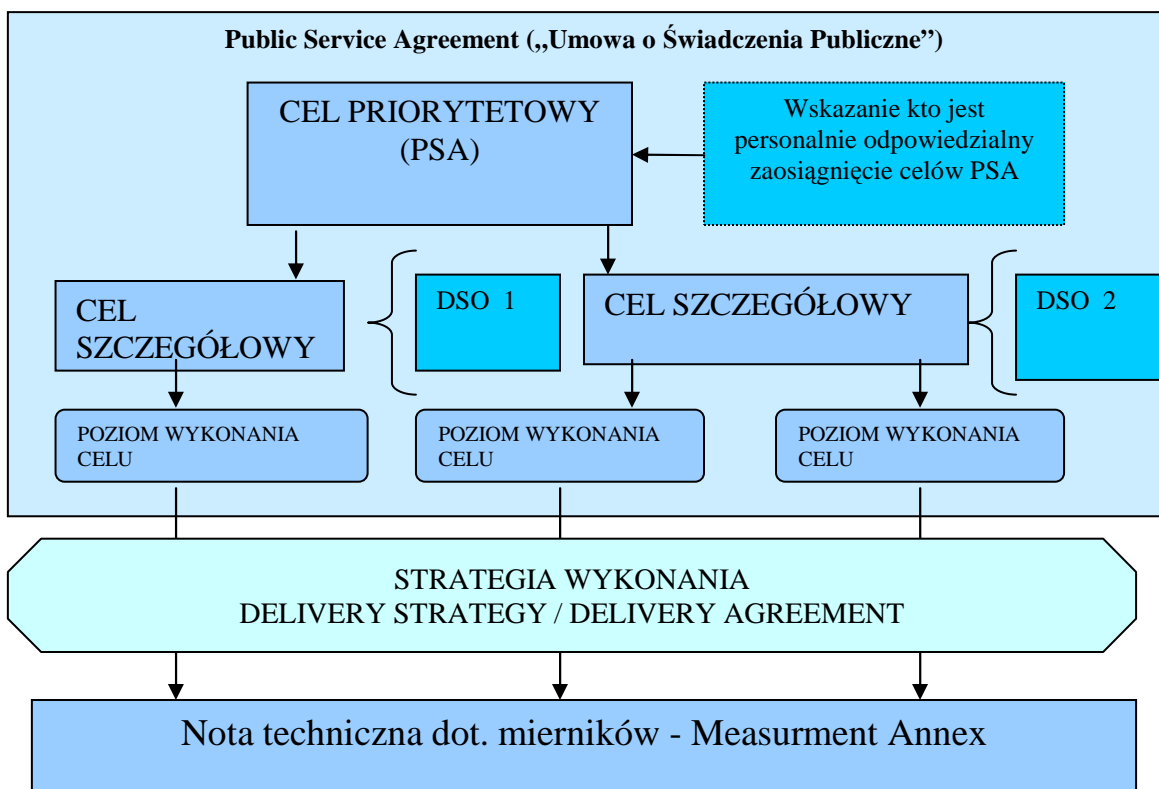 Public Service Agreement („Umowa o Świadczenia Publiczne”)
CEL PRIORYTETOWY
(PSA)
Wskazanie kto jest
personalnie odpowiedzialny
zaosiągnięcie celów PSA
CEL
SZCZEGÓŁOWY
DSO 1
CEL SZCZEGÓŁOWY
DSO 2
POZIOM WYKONANIA
CELU
POZIOM WYKONANIA
CELU
POZIOM WYKONANIA
CELU
STRATEGIA WYKONANIA
DELIVERY STRATEGY / DELIVERY AGREEMENT
Nota techniczna dot. mierników - Measurment Annex